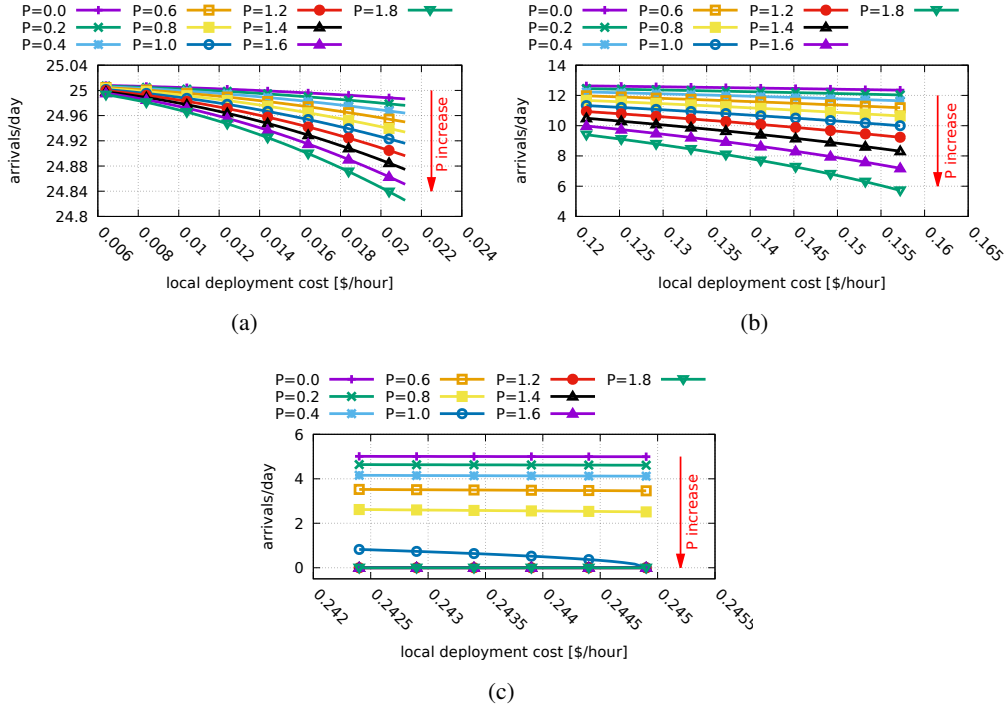 P=0.0 P=0.6 P=1.2 P=1.8
P=0.2 P=0.8 P=1.4
P=0.4 P=1.0 P=1.6
25.04
25
24.96
24.92
24.88
24.84
24.8
arrivals/day
P increase
0.006 0.008 0.01 0.012 0.014 0.016 0.018 0.02 0.022 0.024
local deployment cost [$/hour]
(a)
P=0.0 P=0.6 P=1.2 P=1.8
P=0.2 P=0.8 P=1.4
P=0.4 P=1.0 P=1.6
14
12
10
8
6
4
arrivals/day
P increase
0.12 0.125 0.13 0.135 0.14 0.145 0.15 0.155 0.16 0.165
local deployment cost [$/hour]
(b)
P=0.0 P=0.6 P=1.2 P=1.8
P=0.2 P=0.8 P=1.4
P=0.4 P=1.0 P=1.6
6
4
2
0
arrivals/day
P increase
0.242 0.2425 0.243 0.2435 0.244 0.2445 0.245 0.2455
local deployment cost [$/hour]
(c)